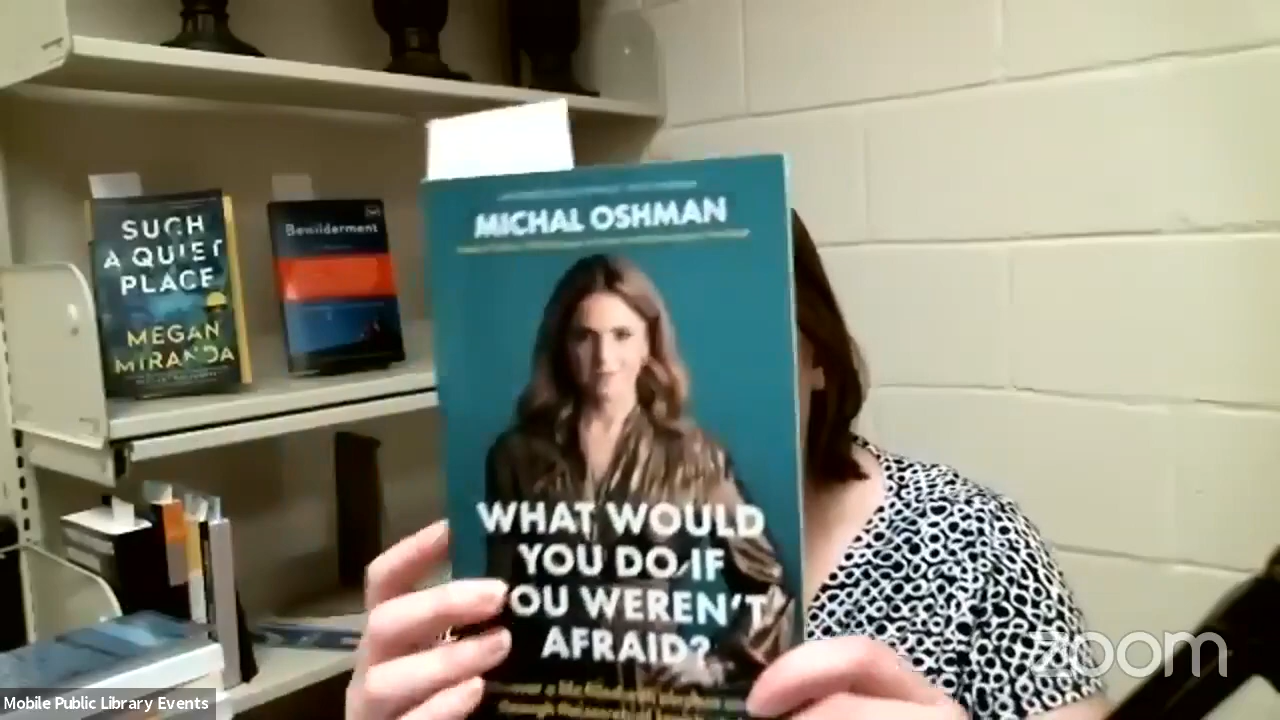 MICHAL OSHMAN
WHAT WOULD
YOU DO IF
YOU WEREN'T
AFRAID?
SUCH
A QUIET
PLACE
MEGAN
MIRANDA
Bewilderment
zoom
Mobile Public Library Events